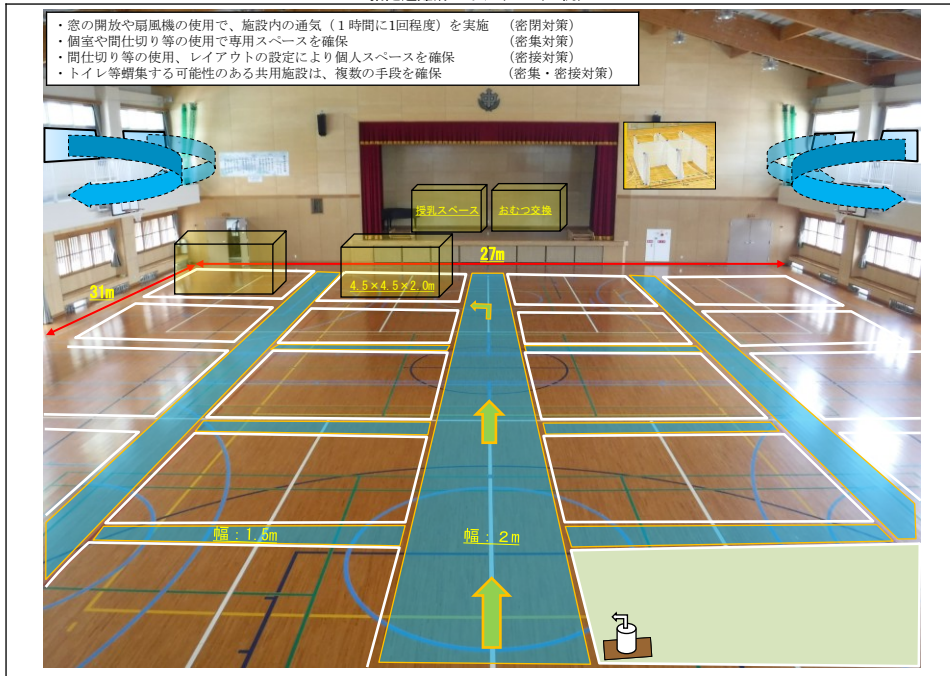 ・窓の開放や扇風機の使用で、施設内の通気（１時間に1回程度）を実施　（密閉対策）
・個室や間仕切り等の使用で専用スペースを確保　（密集対策）
・間仕切り等の使用、レイアウトの設定により個人スペースを確保　（密接対策）
・トイレ等蝟集する可能性のある共用施設は、複数の手段を確保　（密集・密接対策）
授乳スペース
おむつ交換
27m
31m
4.5×4.5×2.0m
幅：1.5m
幅：２ｍ